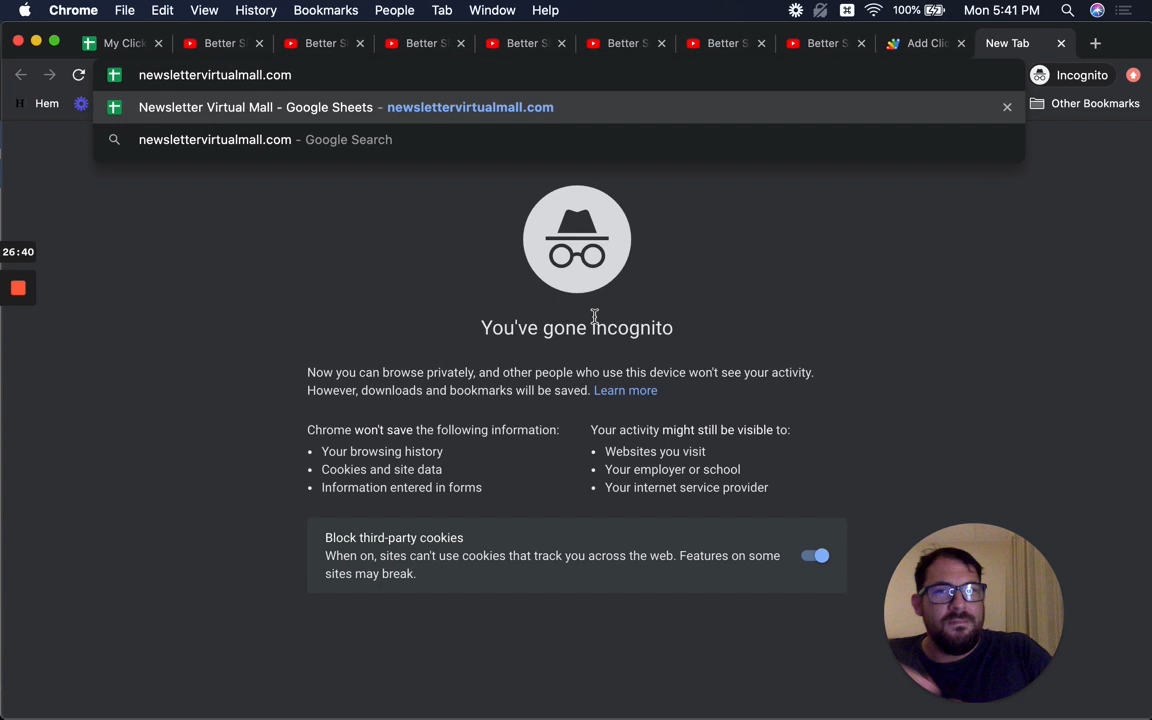 Chrome File Edit View History Bookmarks People Tab Window Help 100% Mon 5:41 PM
My Click Better S Better S Better S Better S Better S Better S Better S Add Clic New Tab
newslettervirtualmall.com Incognito
H Hem Newsletter Virtual Mall - Google Sheets - newslettervirtualmall.com Other Bookmarks
newslettervirtualmall.com - Google Search
26:40
You've gone incognito
Now you can browse privately, and other people who use this device won't see your activity.
However, downloads and bookmarks will be saved. Learn more
Chrome won't save the following information:
• Your browsing history
• Cookies and site data
• Information entered in forms
Your activity might still be visible to:
• Websites you visit
• Your employer or school
• Your internet service provider
Block third-party cookies
When on, sites can't use cookies that track you across the web. Features on some
sites may break.